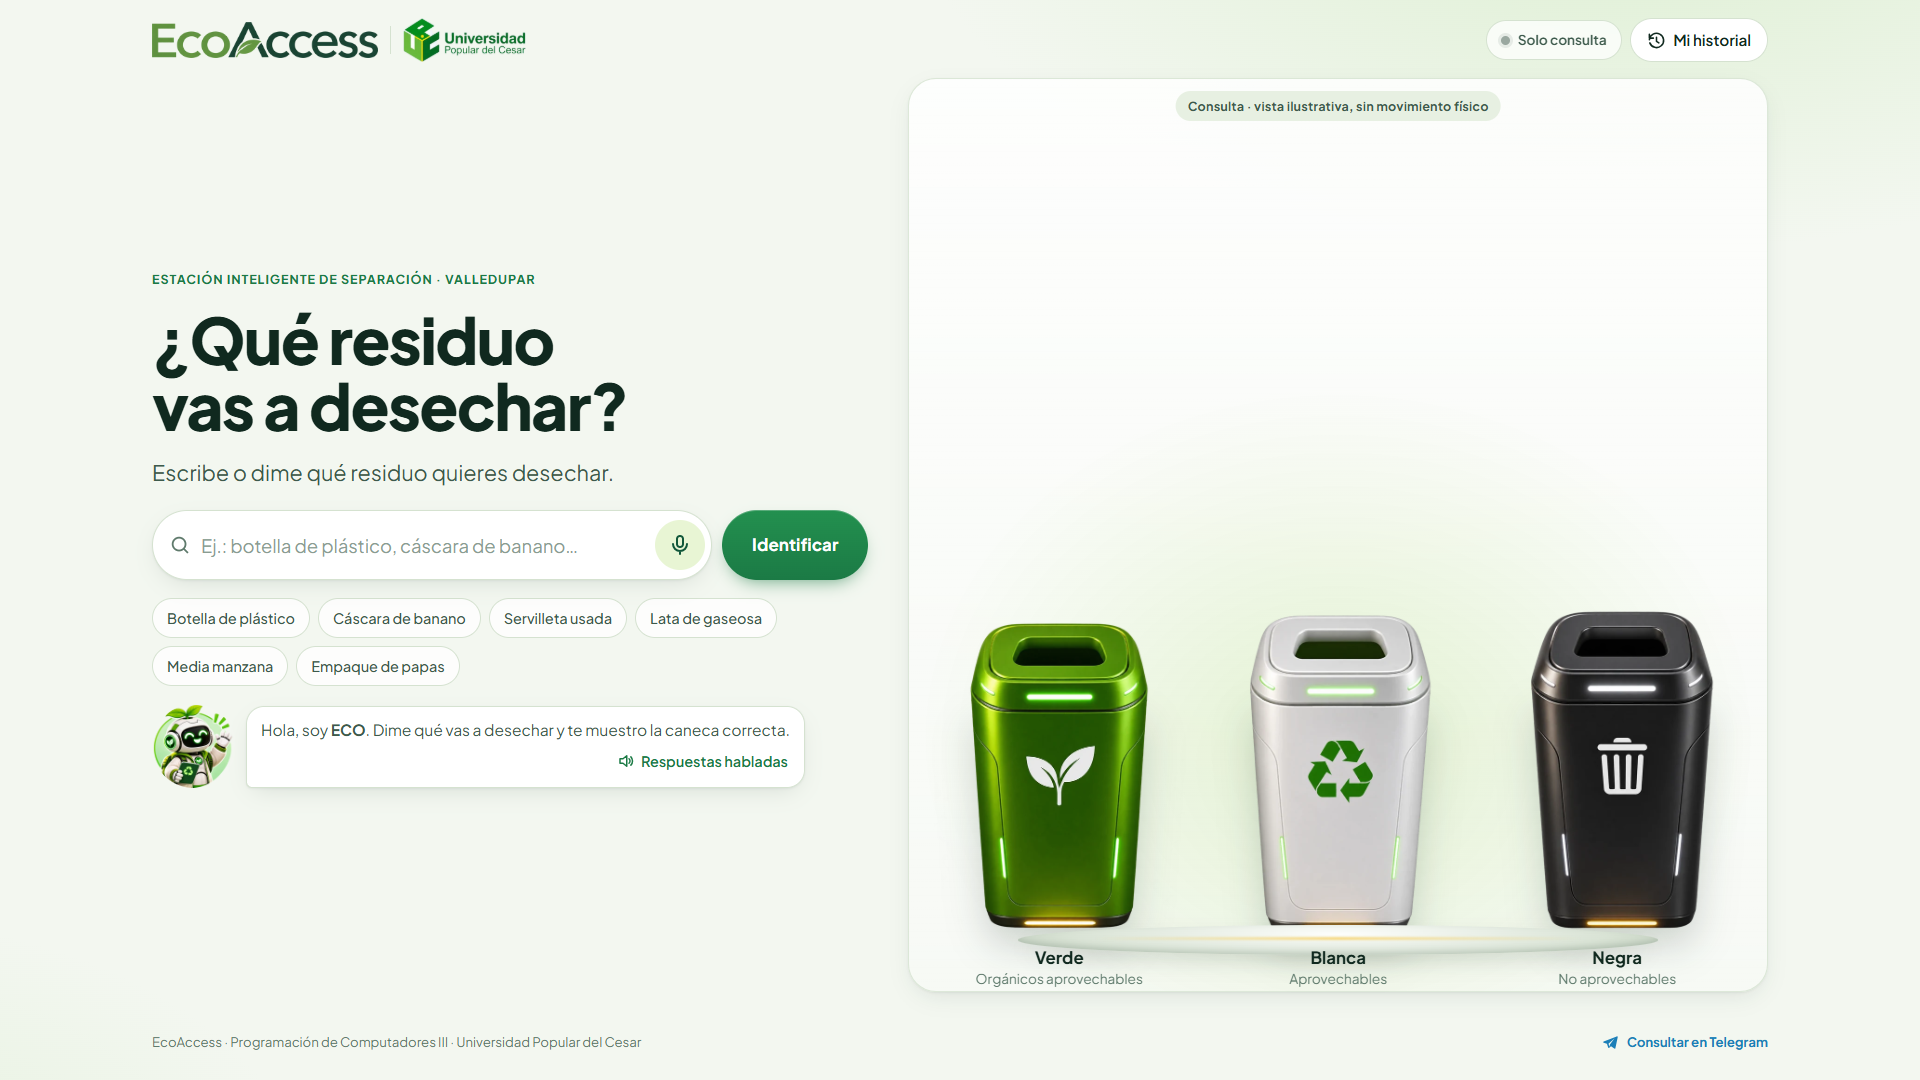 EcoAccess
Universidad
Popular del Cesar
Solo consulta
Mi historial
ESTACIÓN INTELIGENTE DE SEPARACIÓN · VALLEDUPAR
¿Qué residuo
vas a desechar?
Escribe o dime qué residuo quieres desechar.
Ej.: botella de plástico, cáscara de banano...
Identificar
Botella de plástico
Cáscara de banano
Servilleta usada
Lata de gaseosa
Media manzana
Empaque de papas
Hola, soy ECO. Dime qué vas a desechar y te muestro la caneca correcta.
Respuestas habladas
Consulta · vista ilustrativa, sin movimiento físico
Verde
Orgánicos aprovechables
Blanca
Aprovechables
Negra
No aprovechables
EcoAccess · Programación de Computadores III · Universidad Popular del Cesar
Consultar en Telegram